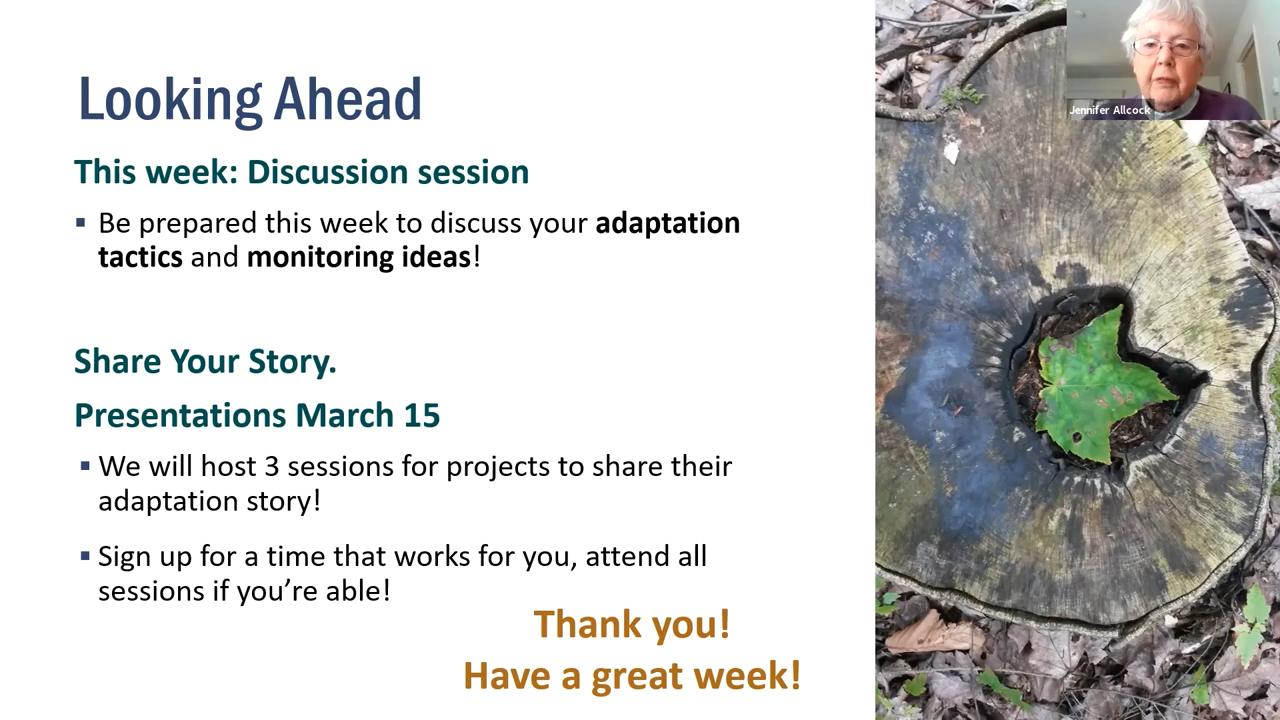 Looking Ahead
This week: Discussion session
▪ Be prepared this week to discuss your adaptation
tactics and monitoring ideas!
Share Your Story.
Presentations March 15
▪ We will host 3 sessions for projects to share their
adaptation story!
▪ Sign up for a time that works for you, attend all
sessions if you’re able!
Thank you!
Have a great week!
Jennifer Allcock